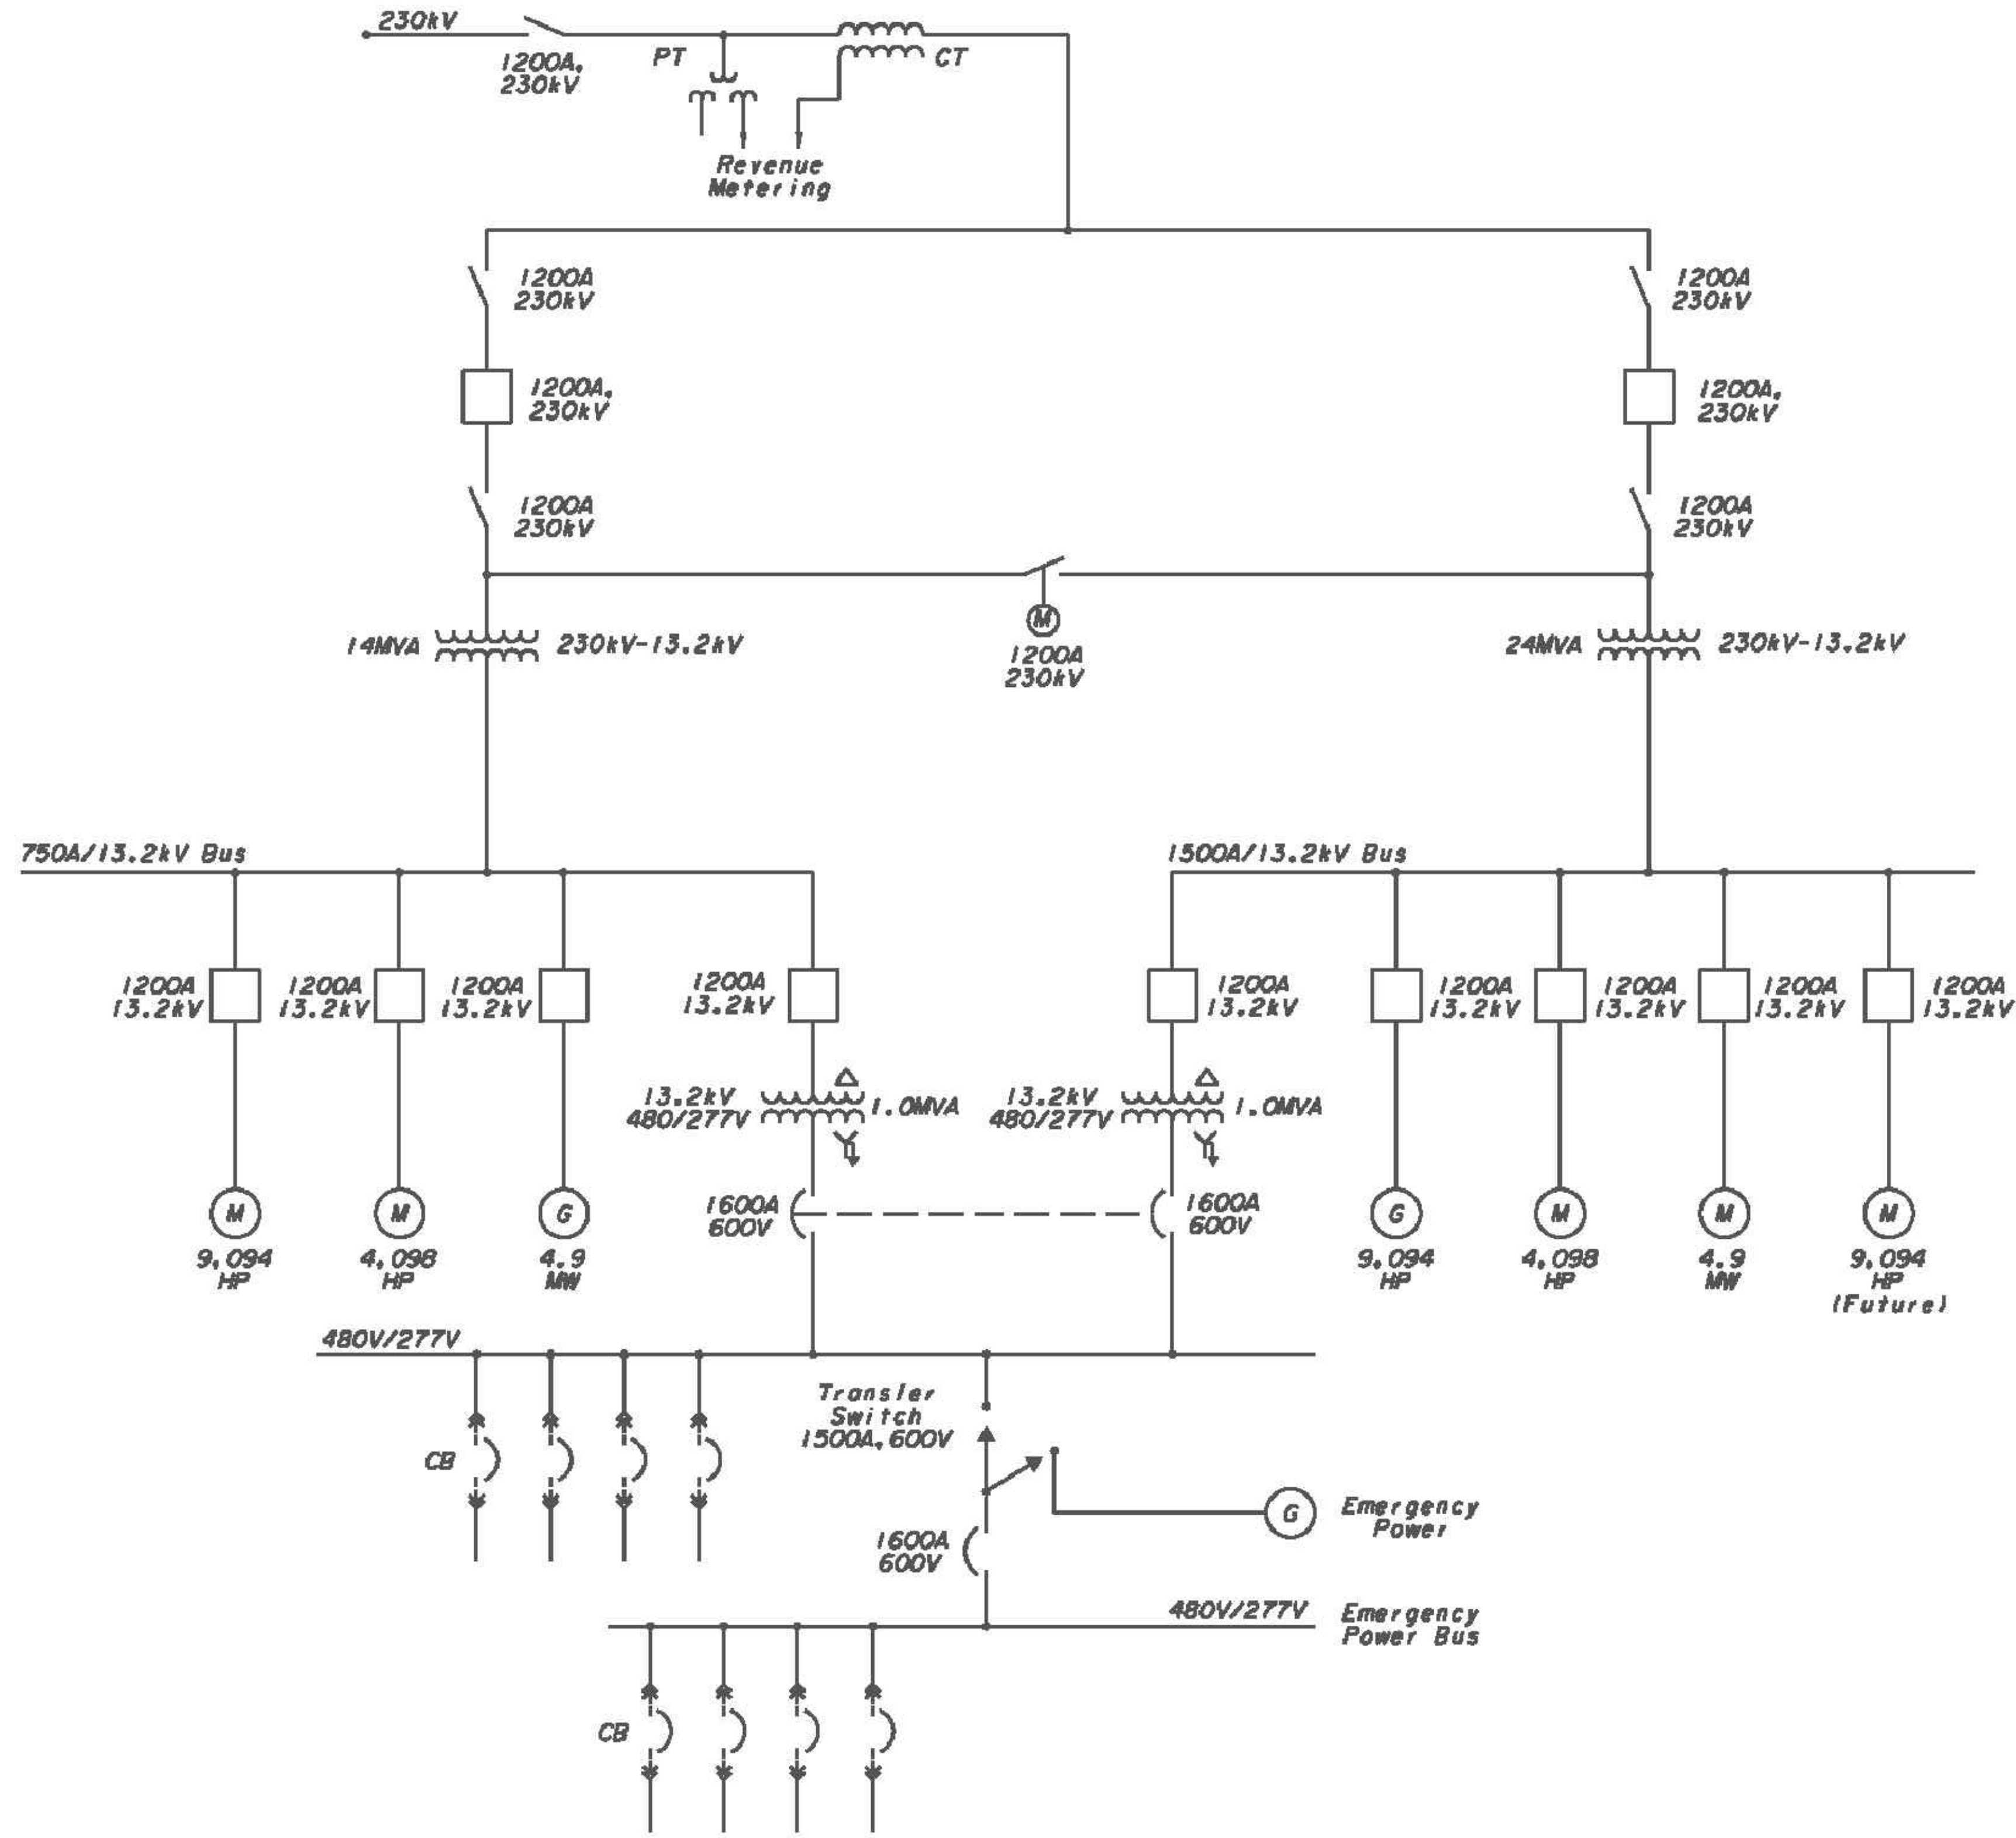 230kV
1200A,
230kV
PT
CT
Revenue
Metering
1200A
230kV
1200A
230kV
1200A,
230kV
1200A,
230kV
1200A
230kV
1200A
230kV
M
1200A
230kV
14MVA
230kV-13.2kV
24MVA
230kV-13.2kV
750A/13.2kV Bus
1500A/13.2kV Bus
1200A
13.2kV
1200A
13.2kV
1200A
13.2kV
1200A
13.2kV
1200A
13.2kV
1200A
13.2kV
1200A
13.2kV
1200A
13.2kV
1200A
13.2kV
13.2kV
480/277V
1.0MVA
13.2kV
480/277V
1.0MVA
1600A
600V
1600A
600V
M
9,094
HP
M
4,098
HP
G
4.9
MW
G
9,094
HP
M
4,098
HP
M
4.9
MW
M
9,094
HP
(Future)
480V/277V
Transfer
Switch
1500A,600V
CB
G
Emergency
Power
1600A
600V
480V/277V
Emergency
Power Bus
CB